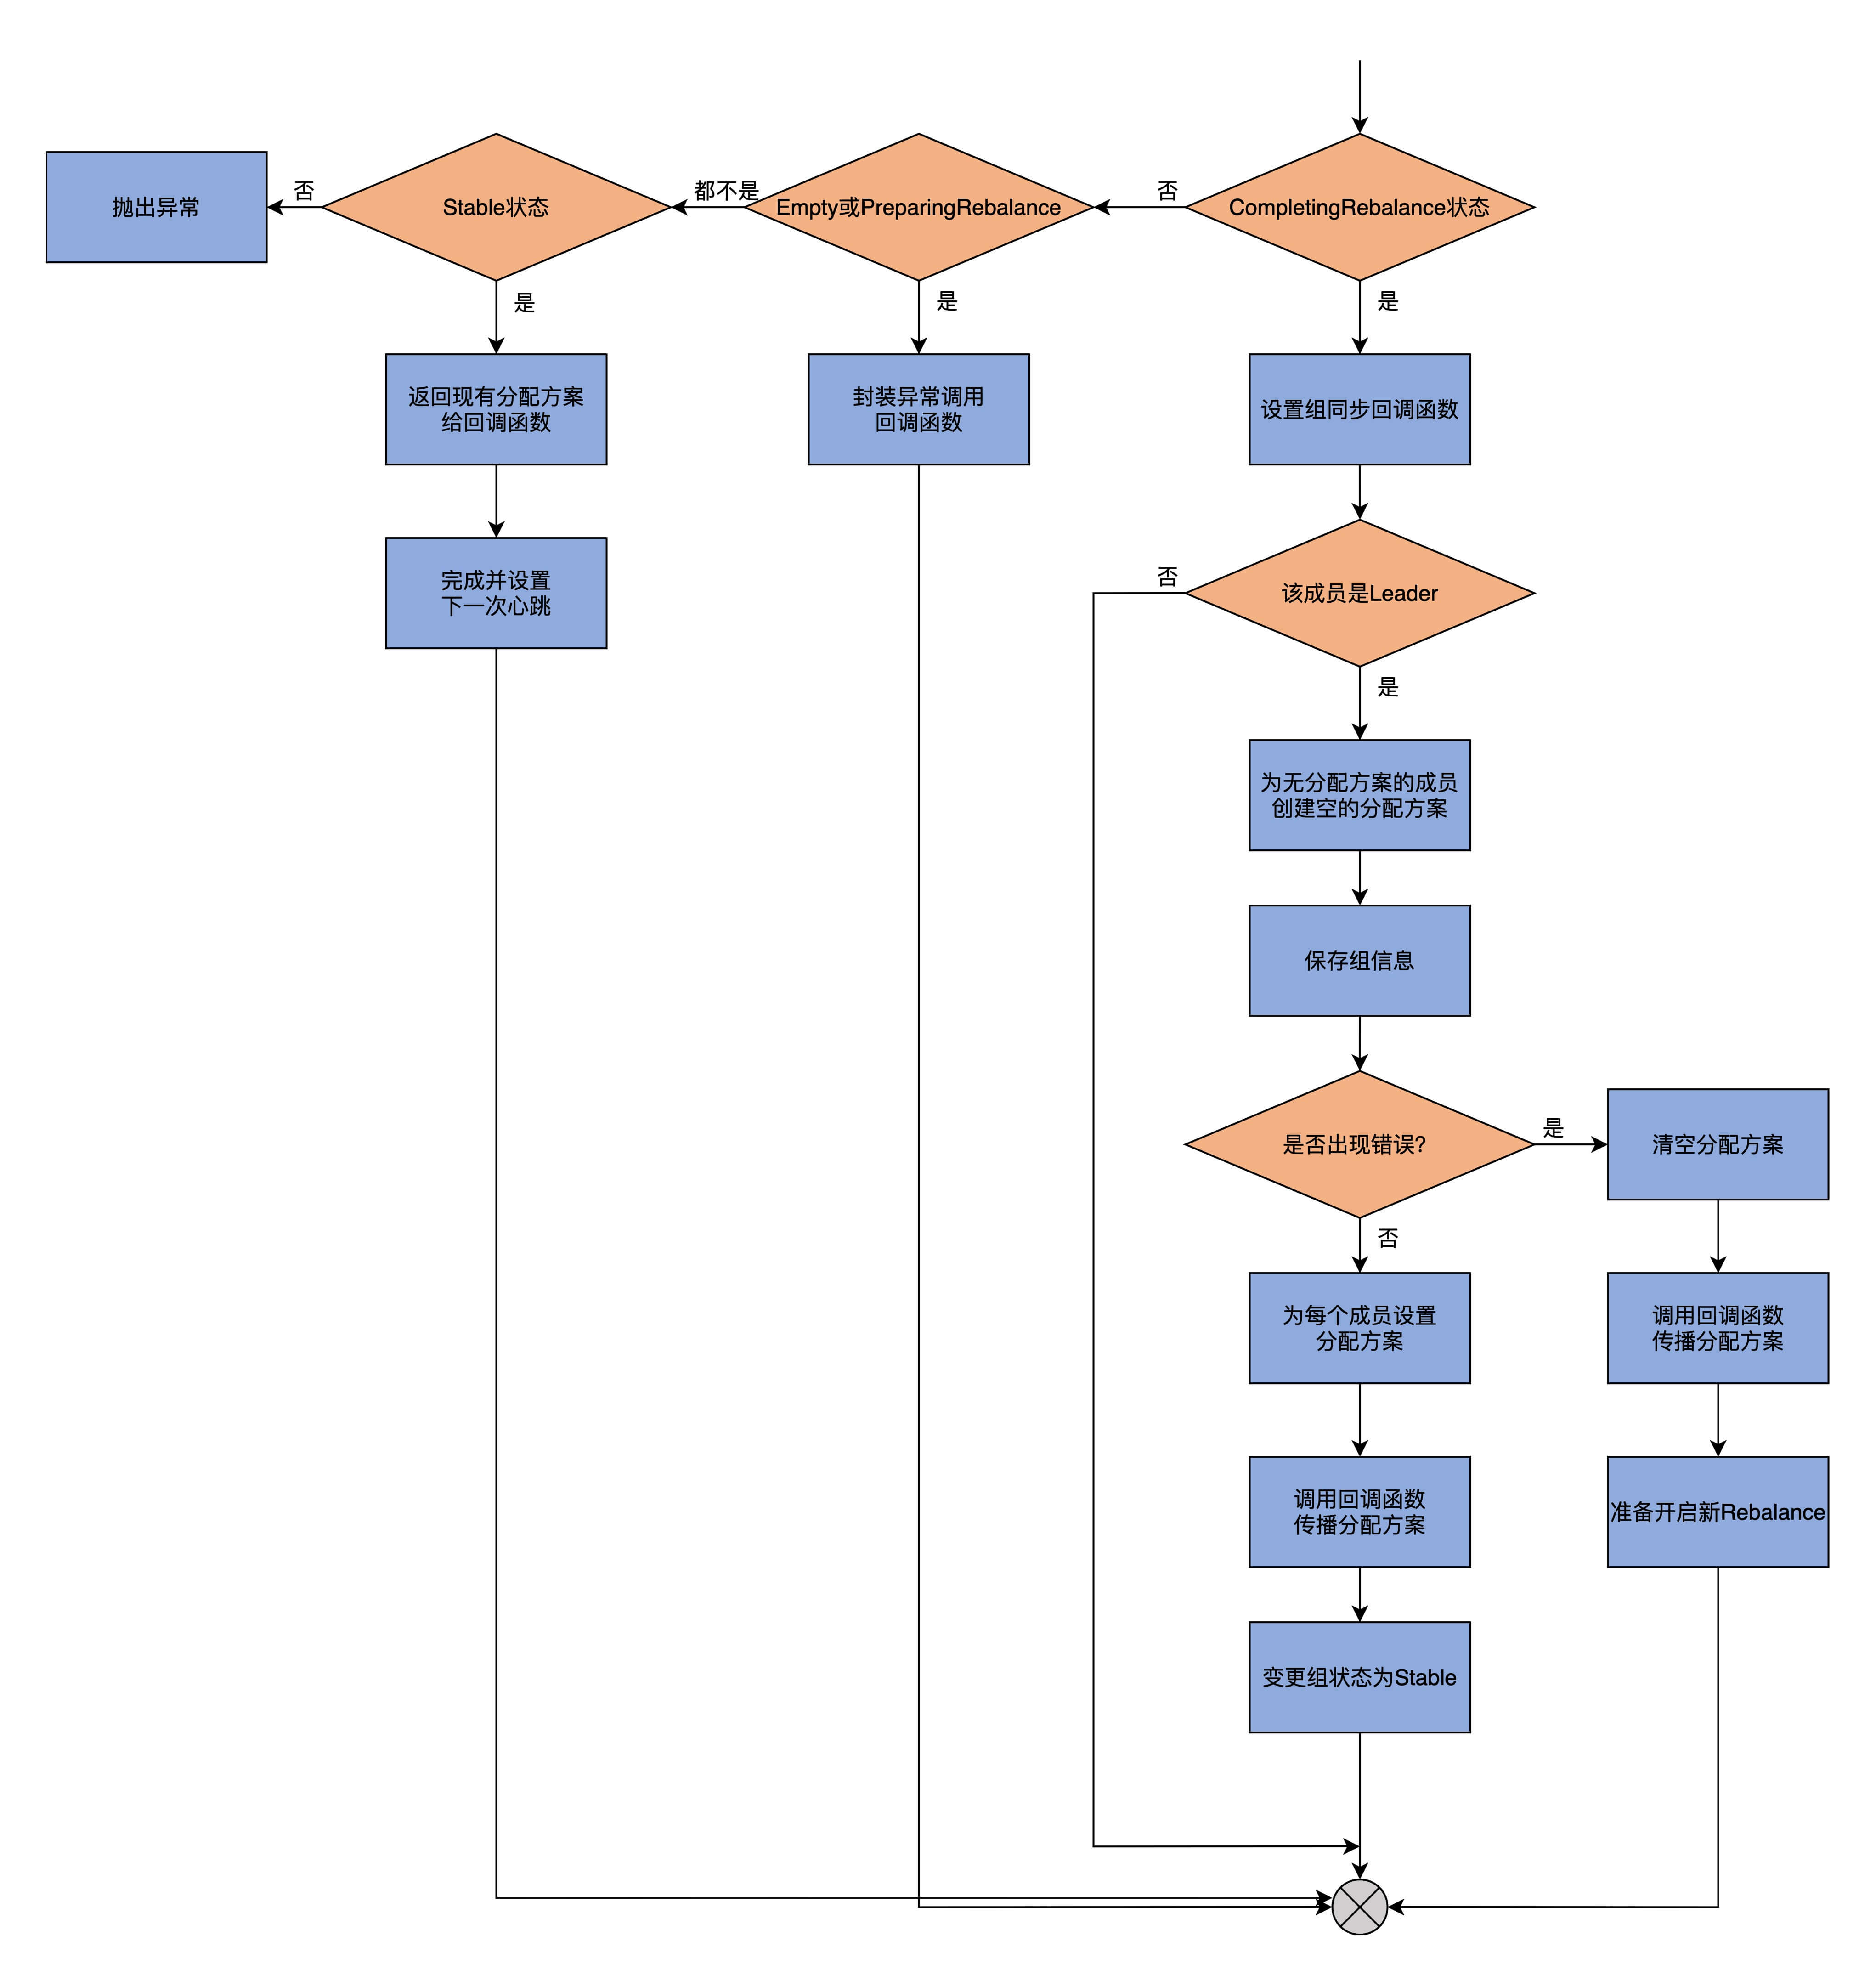 抛出异常
否
Stable状态
都不是
Empty或PreparingRebalance
否
CompletingRebalance状态
是
是
是
返回现有分配方案
给回调函数
封装异常调用
回调函数
设置组同步回调函数
完成并设置
下一次心跳
否
该成员是Leader
是
为无分配方案的成员
创建空的分配方案
保存组信息
是否出现错误?
是
清空分配方案
否
为每个成员设置
分配方案
调用回调函数
传播分配方案
调用回调函数
传播分配方案
准备开启新Rebalance
变更组状态为Stable